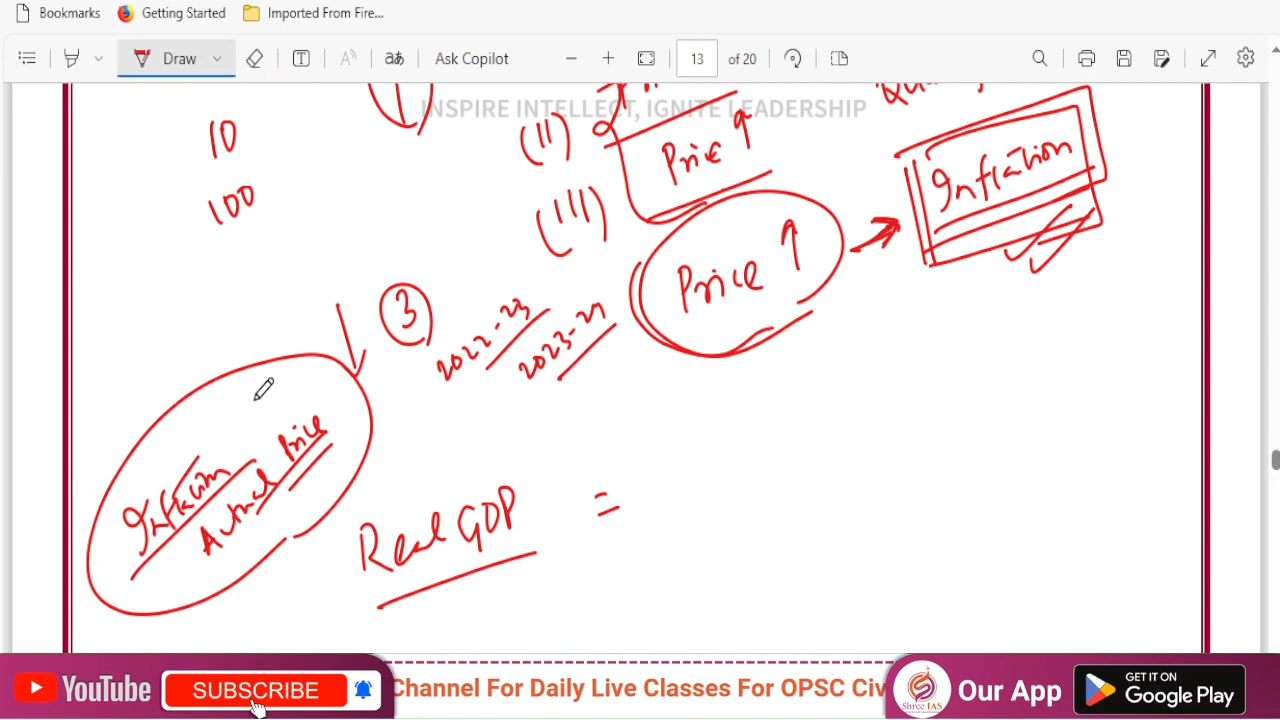 Bookmarks Getting Started Imported From Fire...
Draw Ask Copilot 13 of 20
INSPIRE INTELLECT, IGNITE LEADERSHIP
(I)
10
(II)
Price ↑
Inflation
100
(III)
Price ↑
3
2022-23
2023-24
Inflation
Actual Price
Real GDP =
YouTube SUBSCRIBE
Channel For Daily Live Classes For OPSC Civ
Shree IAS
Our App
GET IT ON
Google Play